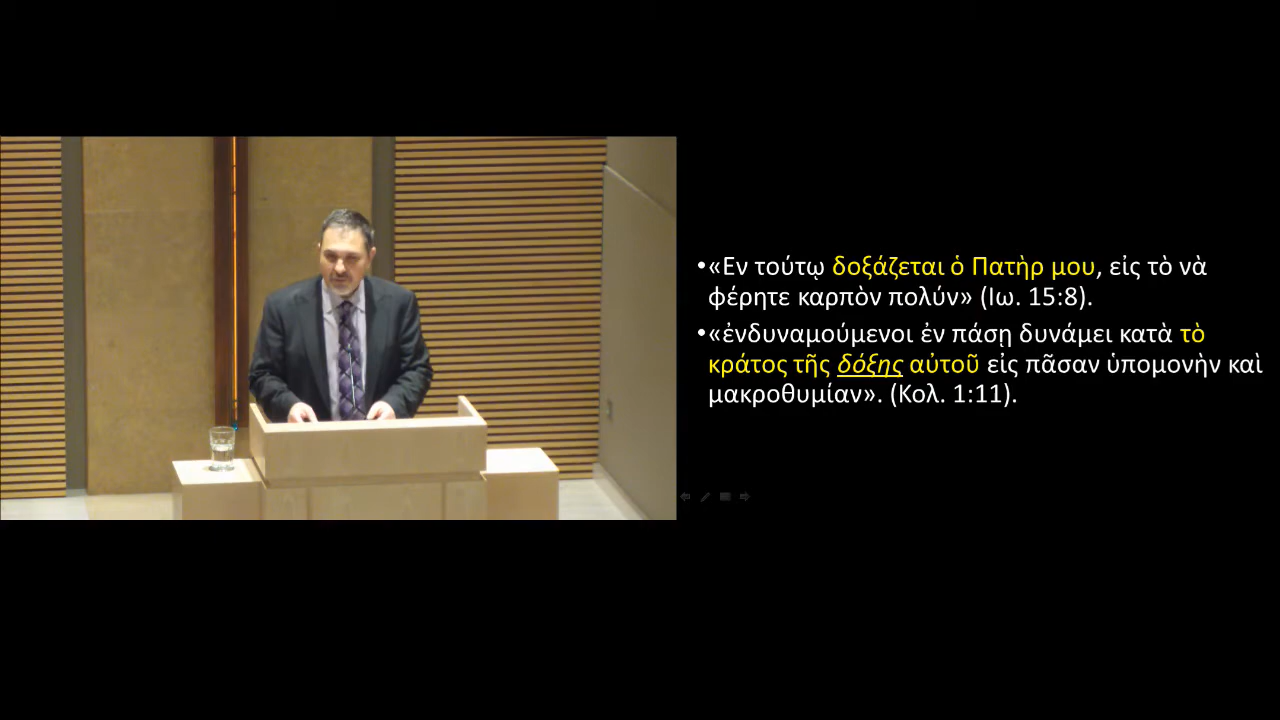 •«Εν τούτῳ δοξάζεται ὁ Πατὴρ μου, εἰς τὸ νὰ
φέρητε καρπὸν πολύν» (Ιω. 15:8).
•«ἐνδυναμούμενοι ἐν πάσῃ δυνάμει κατὰ τὸ
κράτος τῆς δόξης αὐτοῦ εἰς πᾶσαν ὑπομονὴν καὶ
μακροθυμίαν». (Κολ. 1:11).